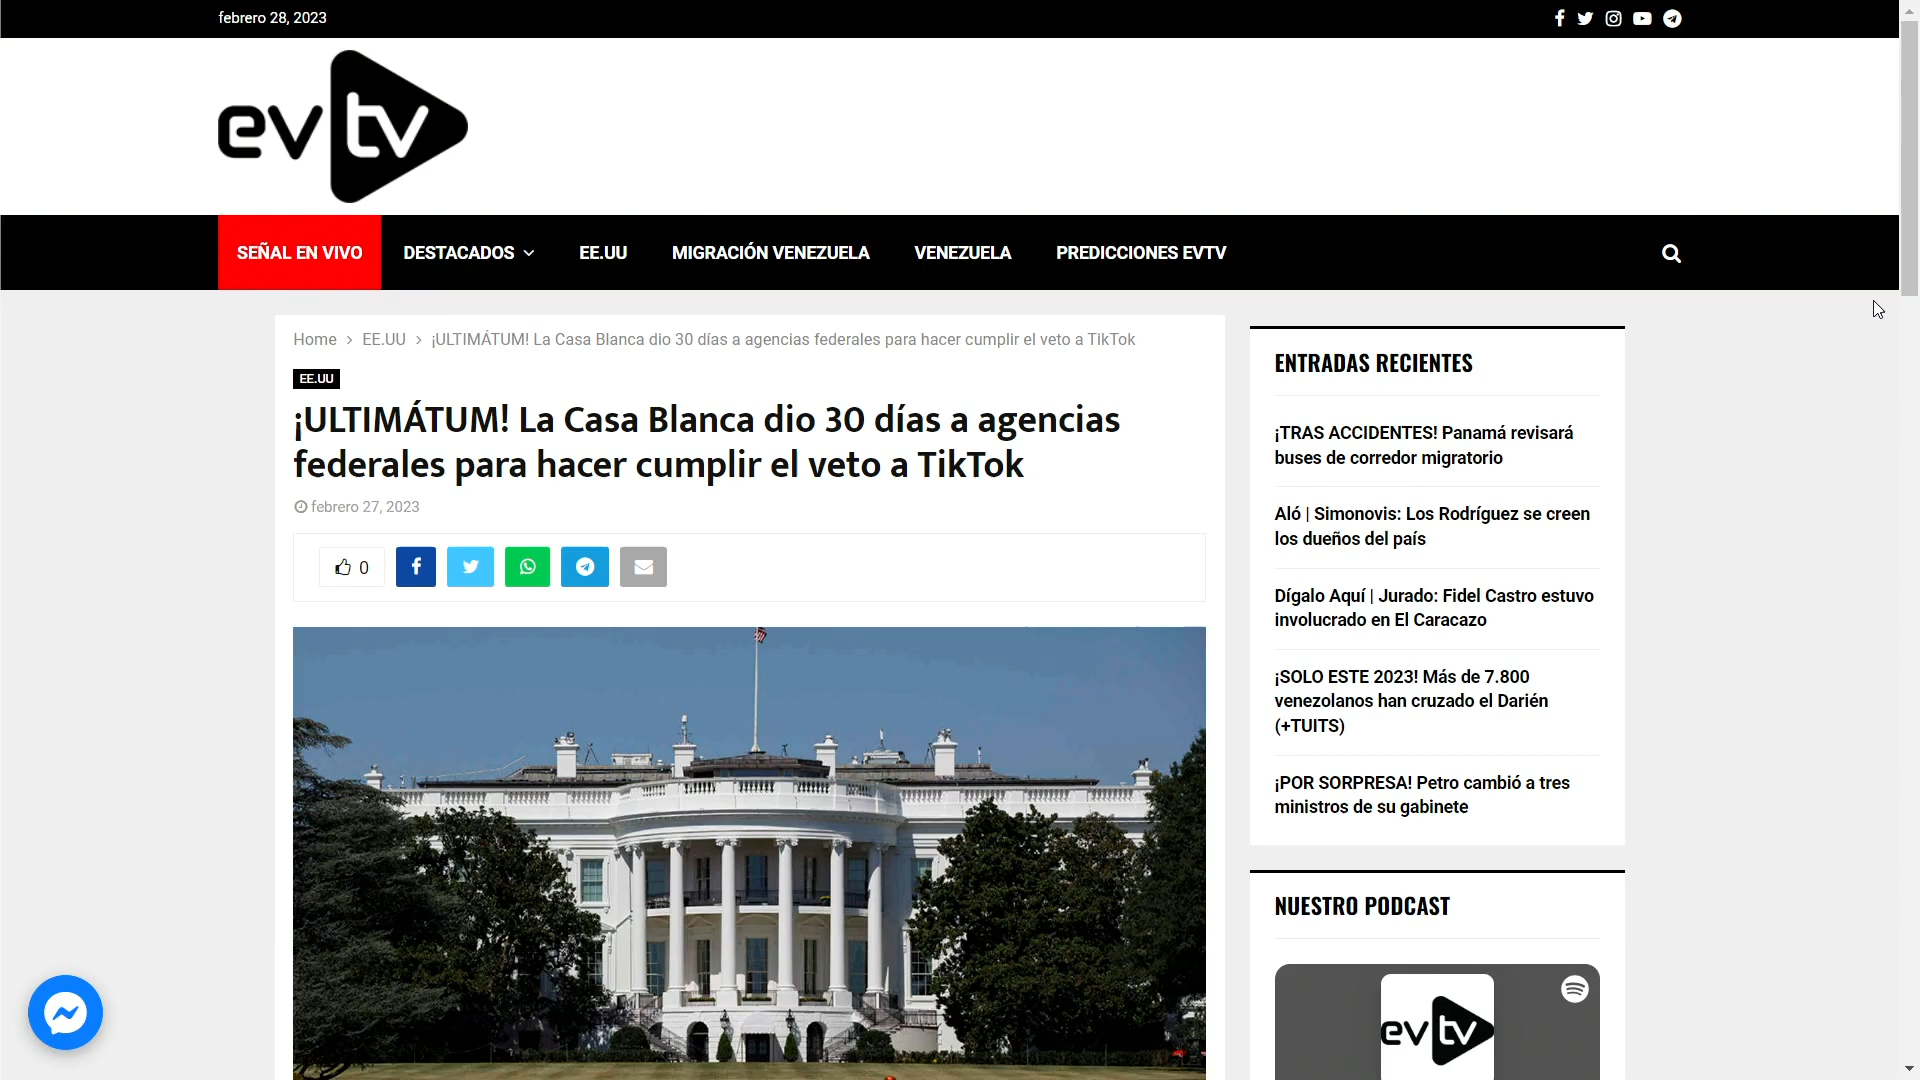 febrero 28, 2023
evtv
SEÑAL EN VIVO
DESTACADOS
EE.UU
MIGRACIÓN VENEZUELA
VENEZUELA
PREDICCIONES EVTV
Home > EE.UU > ¡ULTIMÁTUM! La Casa Blanca dio 30 días a agencias federales para hacer cumplir el veto a TikTok
EE.UU
¡ULTIMÁTUM! La Casa Blanca dio 30 días a agencias
federales para hacer cumplir el veto a TikTok
febrero 27, 2023
0
ENTRADAS RECIENTES
¡TRAS ACCIDENTES! Panamá revisará
buses de corredor migratorio
Aló | Simonovis: Los Rodríguez se creen
los dueños del país
Dígalo Aquí | Jurado: Fidel Castro estuvo
involucrado en El Caracazo
¡SOLO ESTE 2023! Más de 7.800
venezolanos han cruzado el Darién
(+TUITS)
¡POR SORPRESA! Petro cambió a tres
ministros de su gabinete
NUESTRO PODCAST
evtv